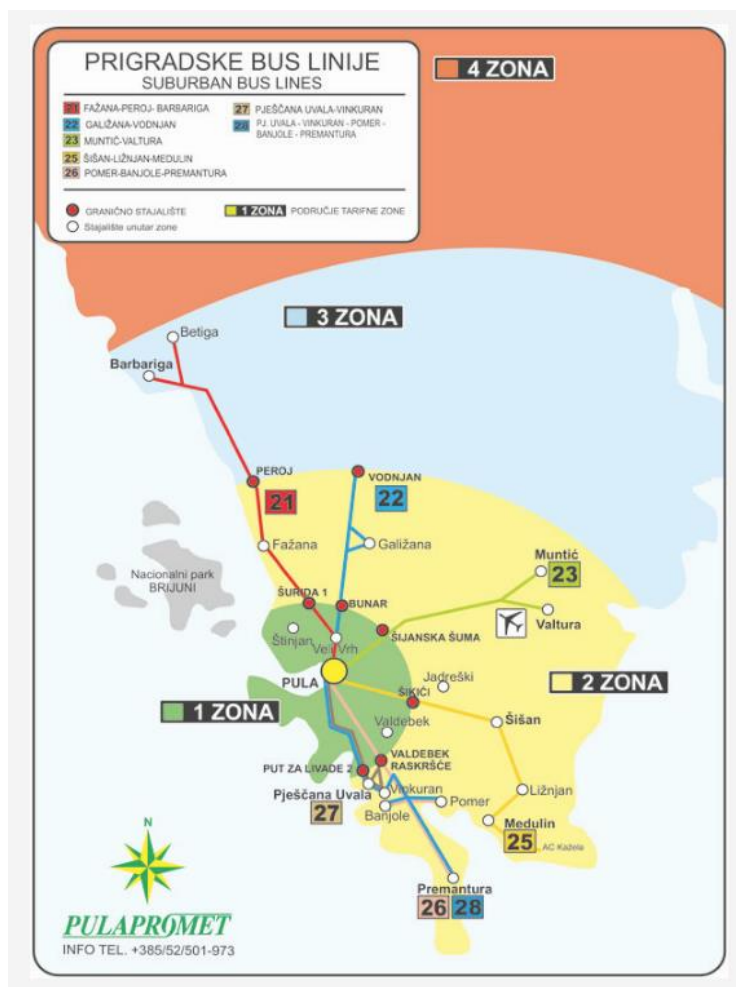 PRIGRADSKE BUS LINIJE
SUBURBAN BUS LINES
21 FAŽANA-PEROJ- BARBARIGA
22 GALIŽANA-VODNJAN
23 MUNTIĆ-VALTURA
25 ŠIŠAN-LIŽNJAN-MEDULIN
26 POMER-BANJOLE-PREMANTURA
27 PJEŠČANA UVALA-VINKURAN
28 PJ. UVALA - VINKURAN - POMER -
BANJOLE - PREMANTURA
GRANIČNO STAJALIŠTE
1 ZONA PODRUČJE TARIFNE ZONE
Stajalište unutar zone
4 ZONA
3 ZONA
Betiga
Barbariga
PEROJ
21
VODNJAN
22
Fažana
Galižana
Muntić
23
Nacionalni park
BRIJUNI
ŠURIDA 1
BUNAR
Valtura
Štinjan
Veli Vrh
ŠIJANSKA ŠUMA
PULA
Jadreški
2 ZONA
ŠIKIĆI
1 ZONA
Valdebek
Šišan
PUT ZA LIVADE 2
VALDEBEK
RASKRŠĆE
Pješčana Uvala
Vinkuran
Ližnjan
27
Banjole
Pomer
Medulin
25
AC Kažela
N
Premantura
26 28
PULAPROMET
INFO TEL. +385/52/501-973